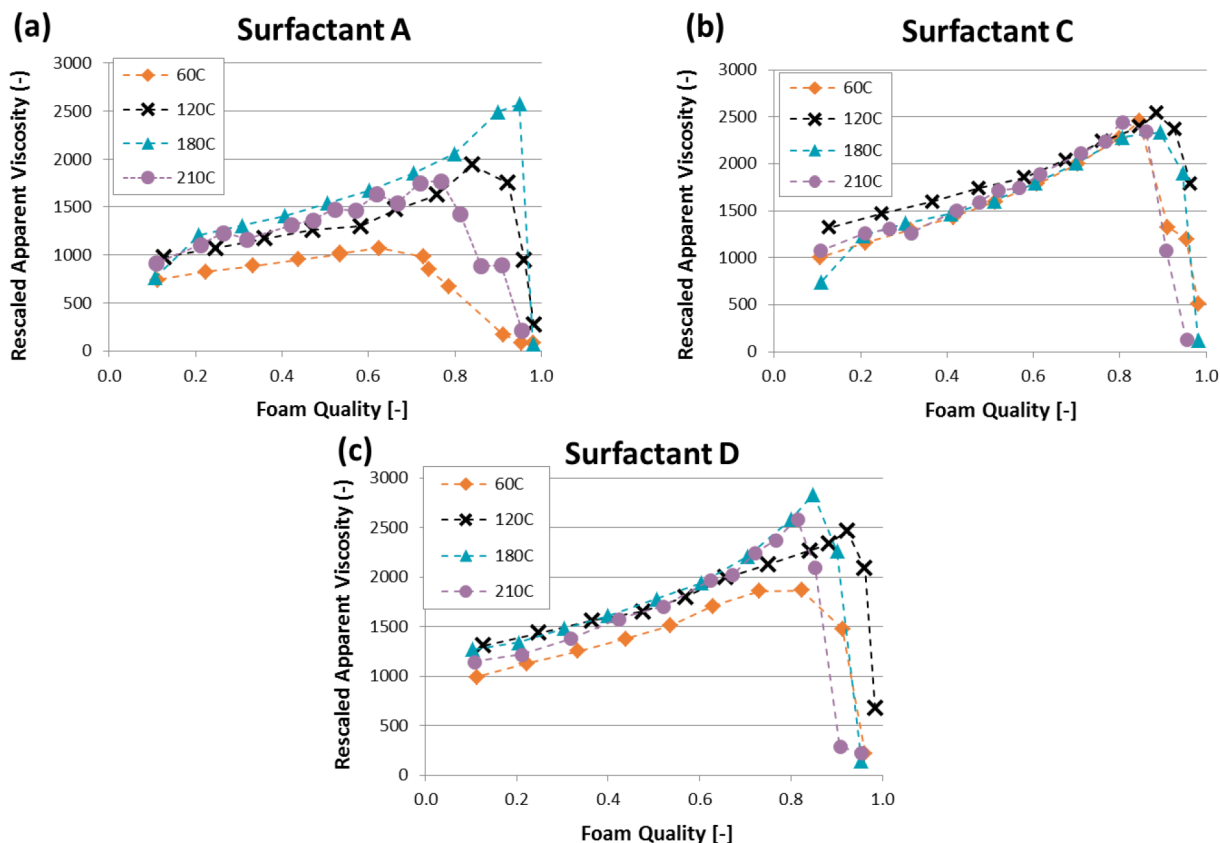 (a)
Surfactant A
Rescaled Apparent Viscosity (-)
3000
2500
2000
1500
1000
500
0
60C
120C
180C
210C
0.0 0.2 0.4 0.6 0.8 1.0
Foam Quality [-]
(b)
Surfactant C
Rescaled Apparent Viscosity (-)
3000
2500
2000
1500
1000
500
0
60C
120C
180C
210C
0.0 0.2 0.4 0.6 0.8 1.0
Foam Quality [-]
(c)
Surfactant D
Rescaled Apparent Viscosity (-)
3000
2500
2000
1500
1000
500
0
60C
120C
180C
210C
0.0 0.2 0.4 0.6 0.8 1.0
Foam Quality [-]